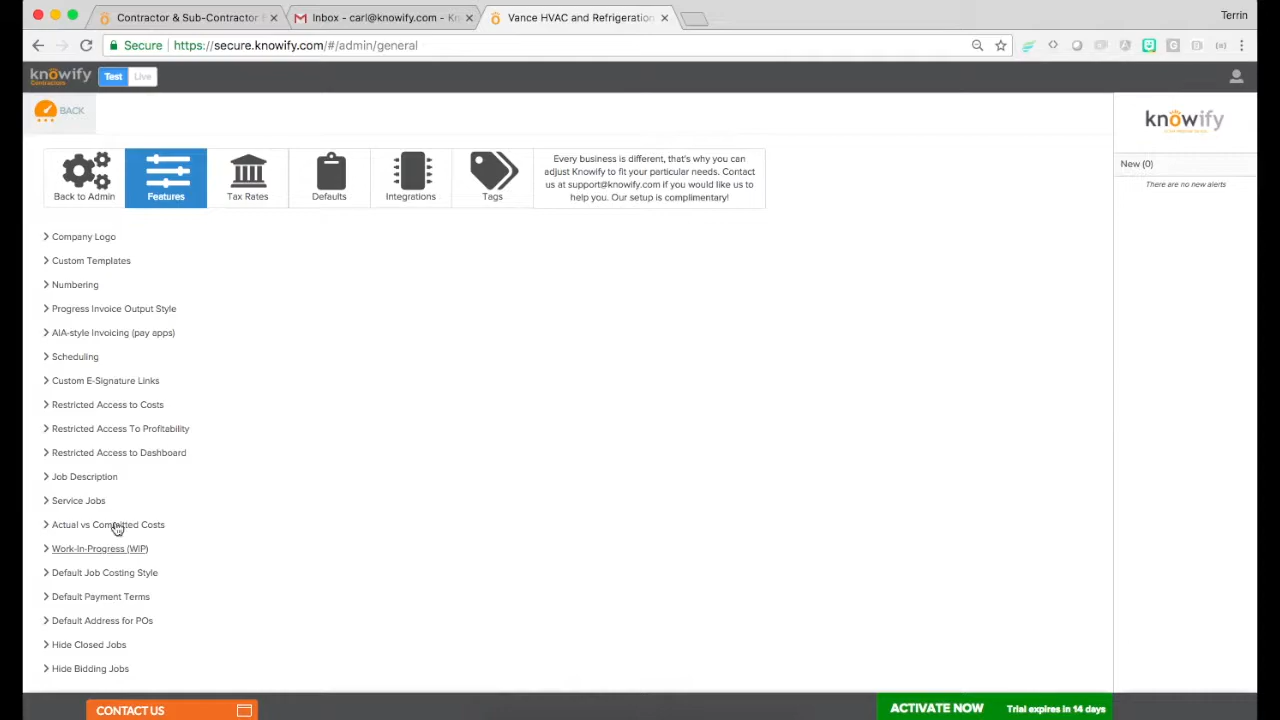 Contractor & Sub-Contractor E
Inbox - carl@knowify.com - Kn
Vance HVAC and Refrigeration
Terrin
Secure
https://secure.knowify.com/#/admin/general
knowify
Contractors
Test
Live
BACK
knowify
Back to Admin
Features
Tax Rates
Defaults
Integrations
Tags
Every business is different, that's why you can
adjust Knowify to fit your particular needs. Contact
us at support@knowify.com if you would like us to
help you. Our setup is complimentary!
New (0)
There are no new alerts
Company Logo
Custom Templates
Numbering
Progress Invoice Output Style
AIA-style Invoicing (pay apps)
Scheduling
Custom E-Signature Links
Restricted Access to Costs
Restricted Access To Profitability
Restricted Access to Dashboard
Job Description
Service Jobs
Actual vs Committed Costs
Work-In-Progress (WIP)
Default Job Costing Style
Default Payment Terms
Default Address for POs
Hide Closed Jobs
Hide Bidding Jobs
CONTACT US
ACTIVATE NOW
Trial expires in 14 days